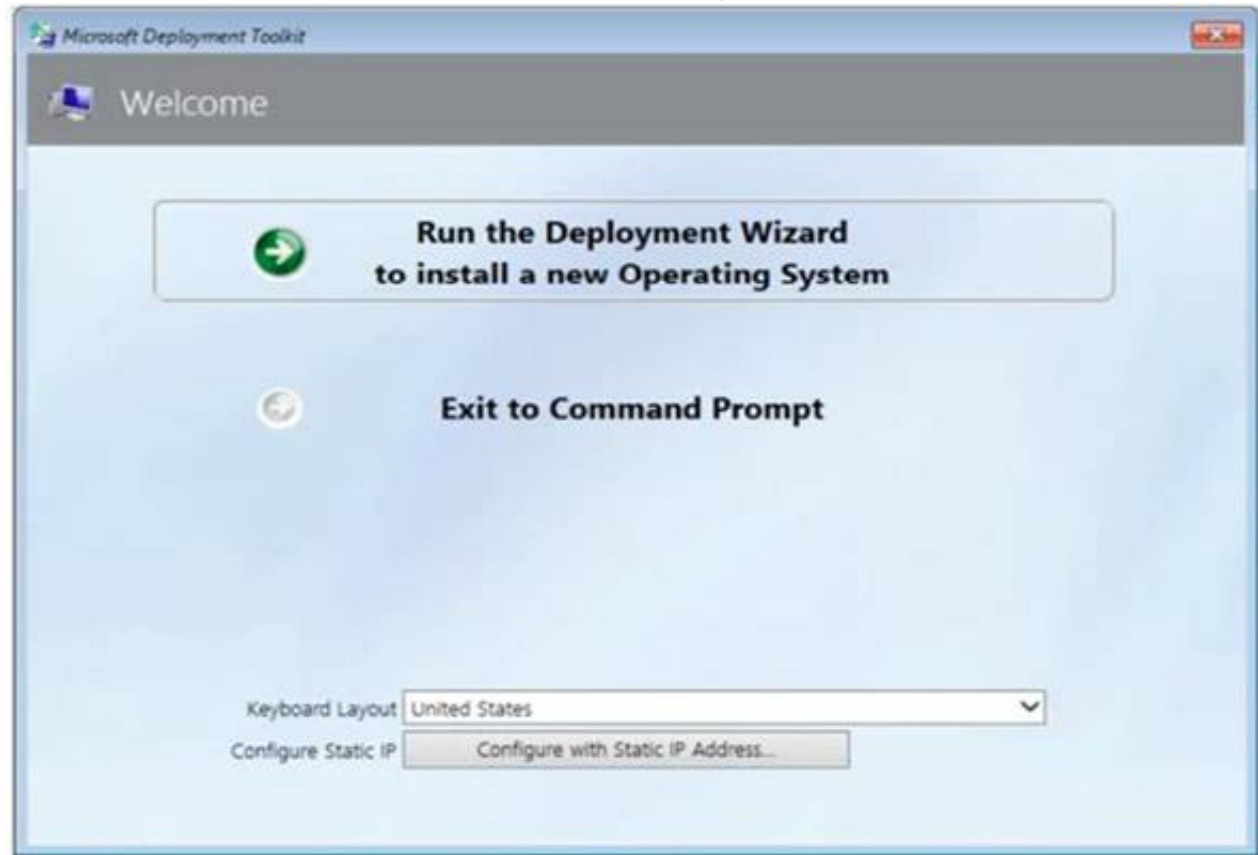 Microsoft Deployment Toolkit
Welcome
Run the Deployment Wizard
to install a new Operating System
Exit to Command Prompt
Keyboard Layout United States
Configure Static IP Configure with Static IP Address...